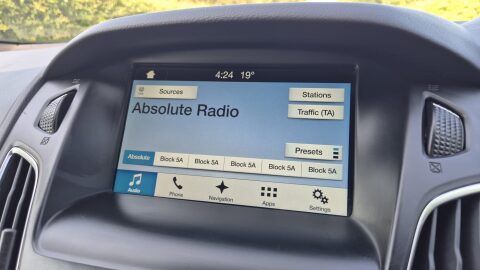 4:24 19°
Sources
Stations
Absolute Radio
Traffic (TA)
Presets
Absolute
Block 5A
Block 5A
Block 5A
Block 5A
Block 5A
Audio
Phone
Navigation
Apps
Settings